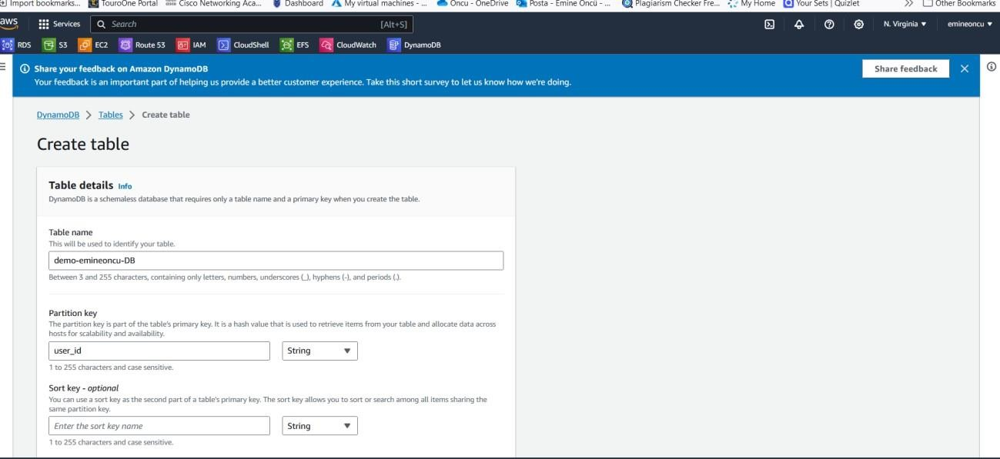 Import bookmarks... TouroOne Portal Cisco Networking Aca... Dashboard My virtual machines - ... Oncu - OneDrive Posta - Emine Oncü - ... Plagiarism Checker Fre... My Home Your Sets | Quizlet Other Bookmarks
aws Services Search [Alt+S] N. Virginia emineoncu
RDS S3 EC2 Route 53 IAM CloudShell EFS CloudWatch DynamoDB
Share your feedback on Amazon DynamoDB
Your feedback is an important part of helping us provide a better customer experience. Take this short survey to let us know how we're doing.
Share feedback
DynamoDB > Tables > Create table
Create table
Table details Info
DynamoDB is a schemaless database that requires only a table name and a primary key when you create the table.
Table name
This will be used to identify your table.
demo-emineoncu-DB
Between 3 and 255 characters, containing only letters, numbers, underscores (_), hyphens (-), and periods (.).
Partition key
The partition key is part of the table's primary key. It is a hash value that is used to retrieve items from your table and allocate data across
hosts for scalability and availability.
user_id String
1 to 255 characters and case sensitive.
Sort key - optional
You can use a sort key as the second part of a table's primary key. The sort key allows you to sort or search among all items sharing the
same partition key.
Enter the sort key name String
1 to 255 characters and case sensitive.